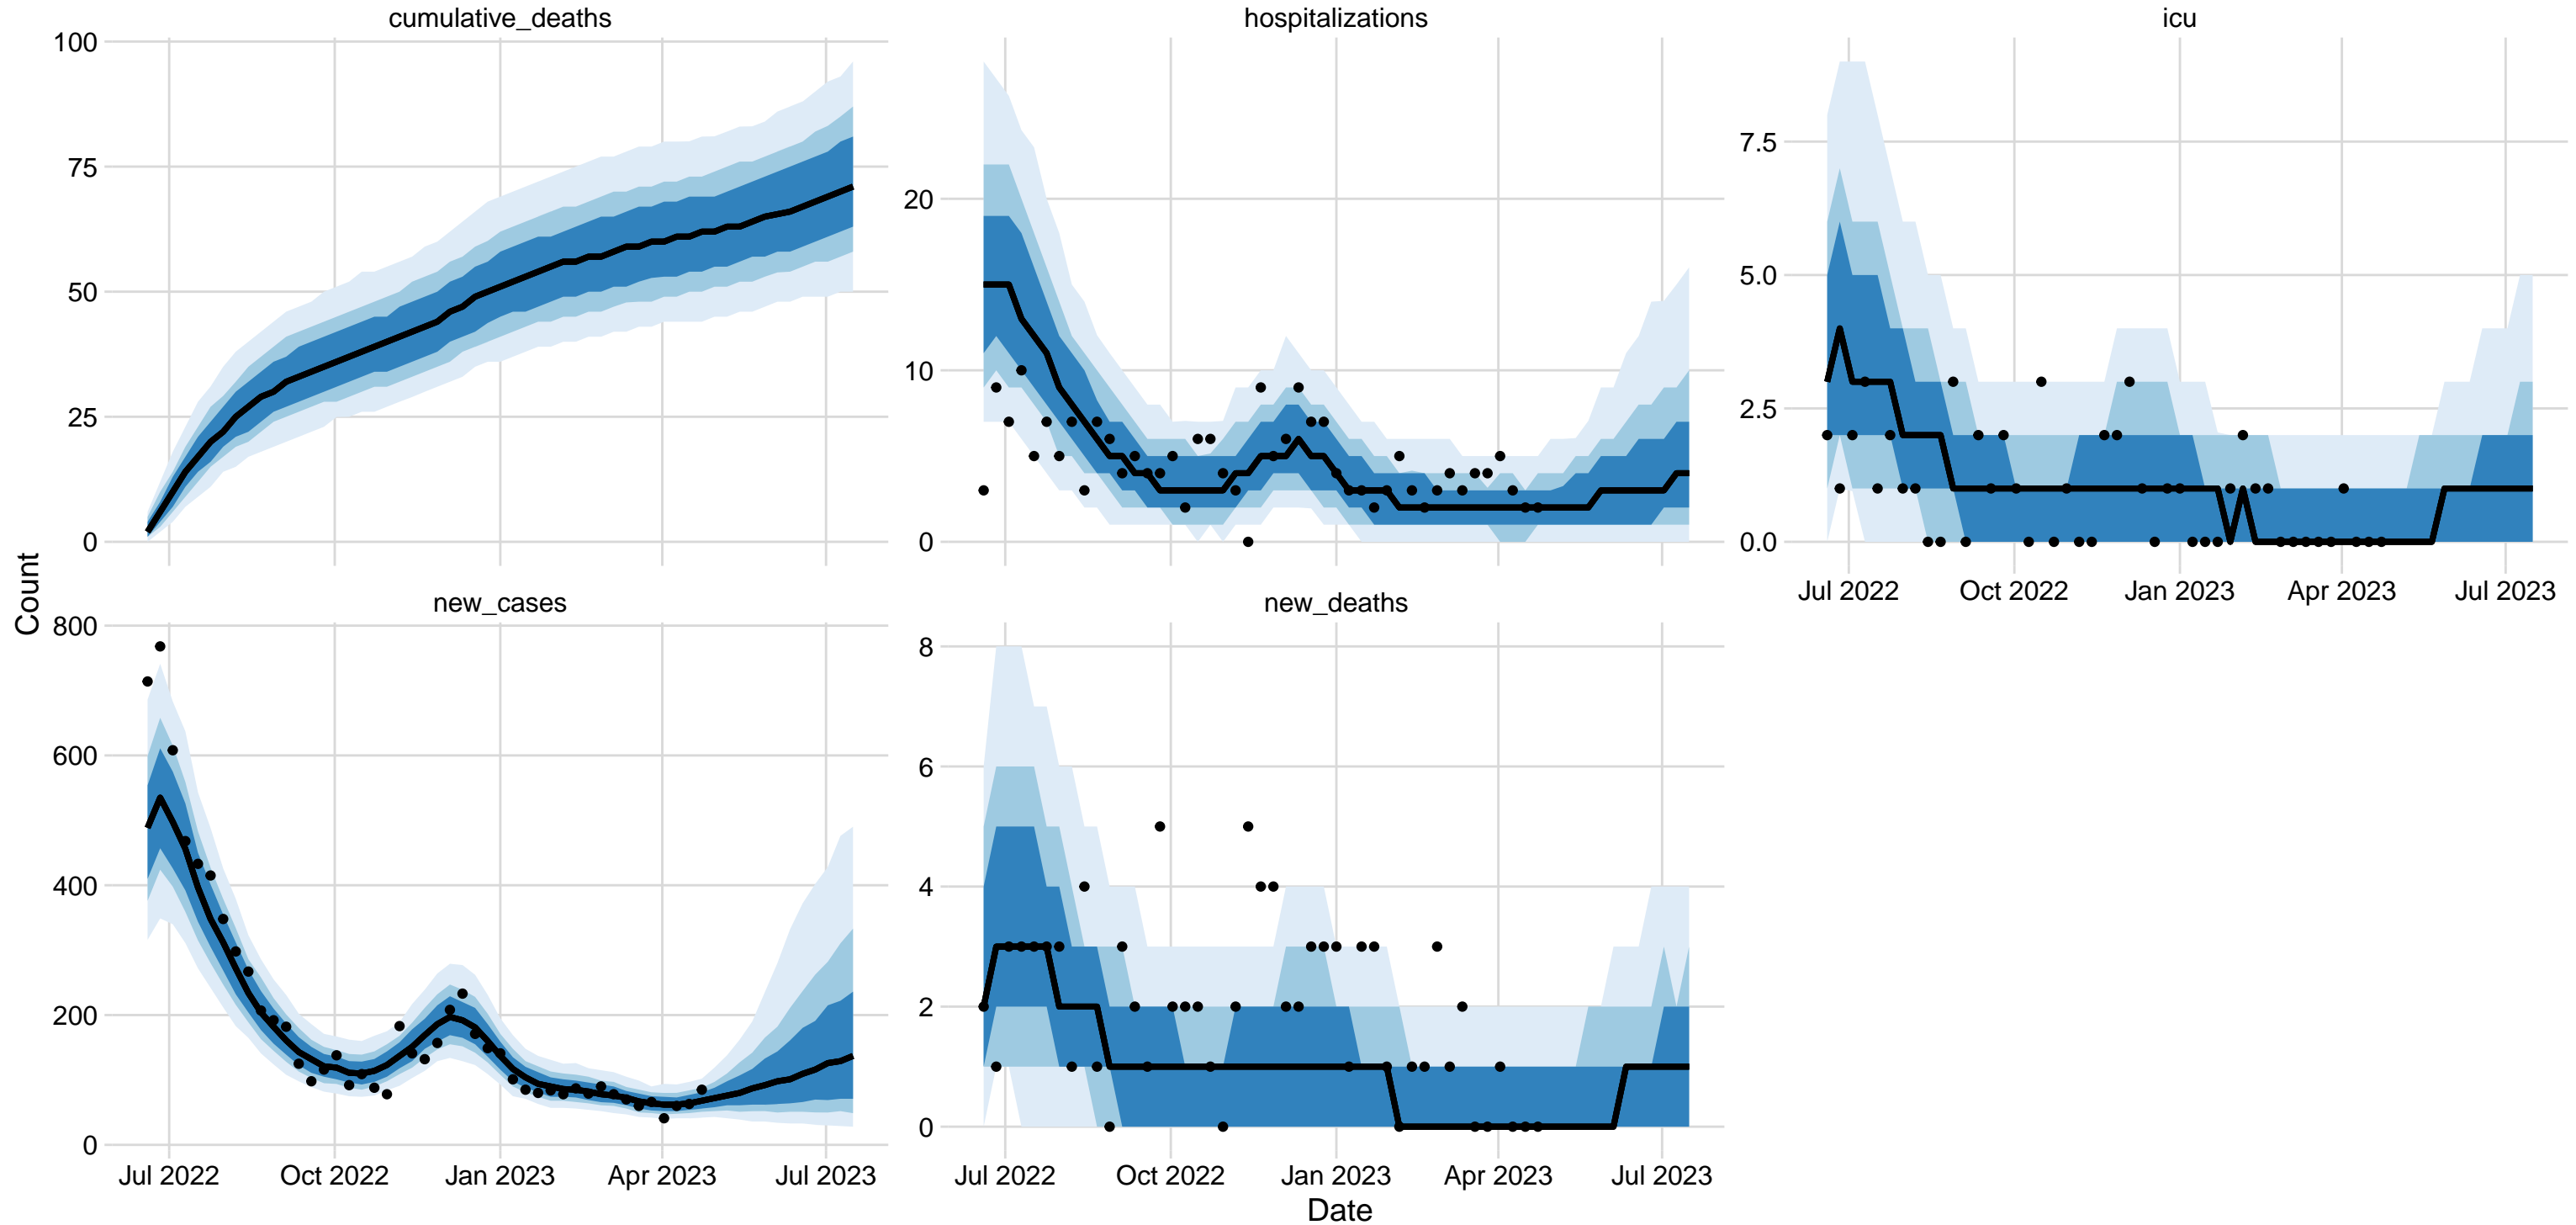 cumulative_deaths
hospitalizations
icu
100
75
50
25
0
20
10
0
7.5
5.0
2.5
0.0
Jul 2022 Oct 2022 Jan 2023 Apr 2023 Jul 2023
Count
new_cases
new_deaths
800
600
400
200
0
8
6
4
2
0
Jul 2022 Oct 2022 Jan 2023 Apr 2023 Jul 2023
Jul 2022 Oct 2022 Jan 2023 Apr 2023 Jul 2023
Date